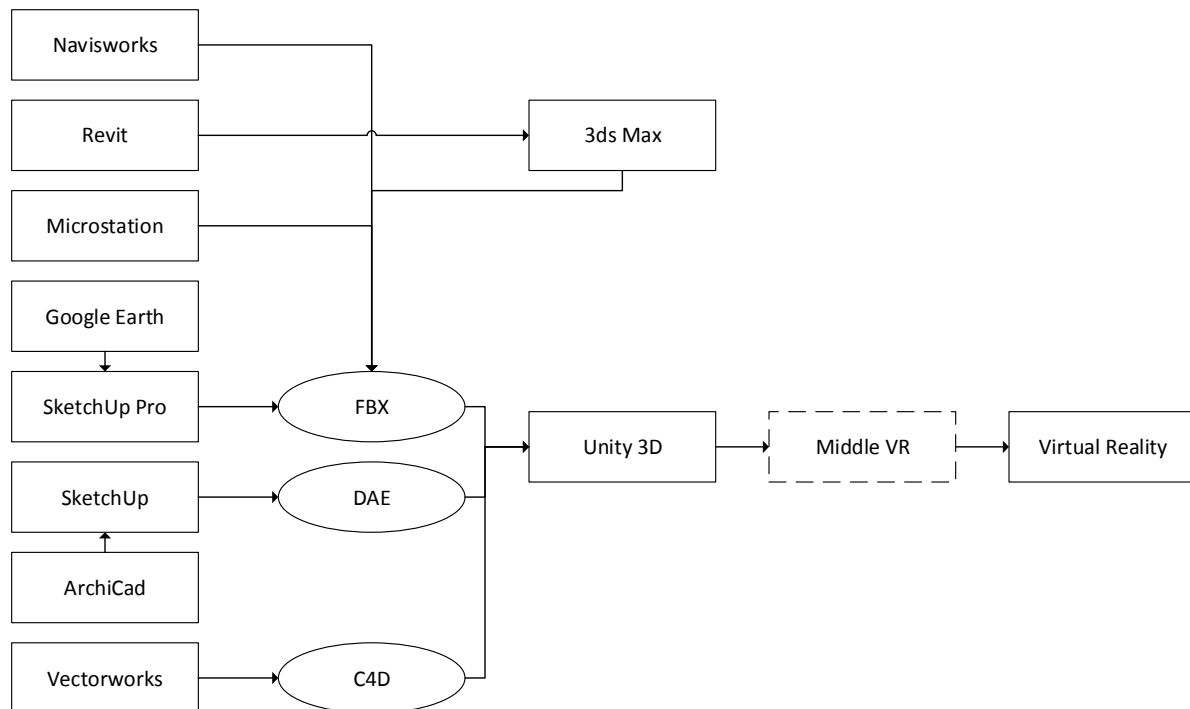 Navisworks
Revit
3ds Max
Microstation
Google Earth
SketchUp Pro
FBX
Unity 3D
Middle VR
Virtual Reality
SketchUp
DAE
ArchiCad
Vectorworks
C4D